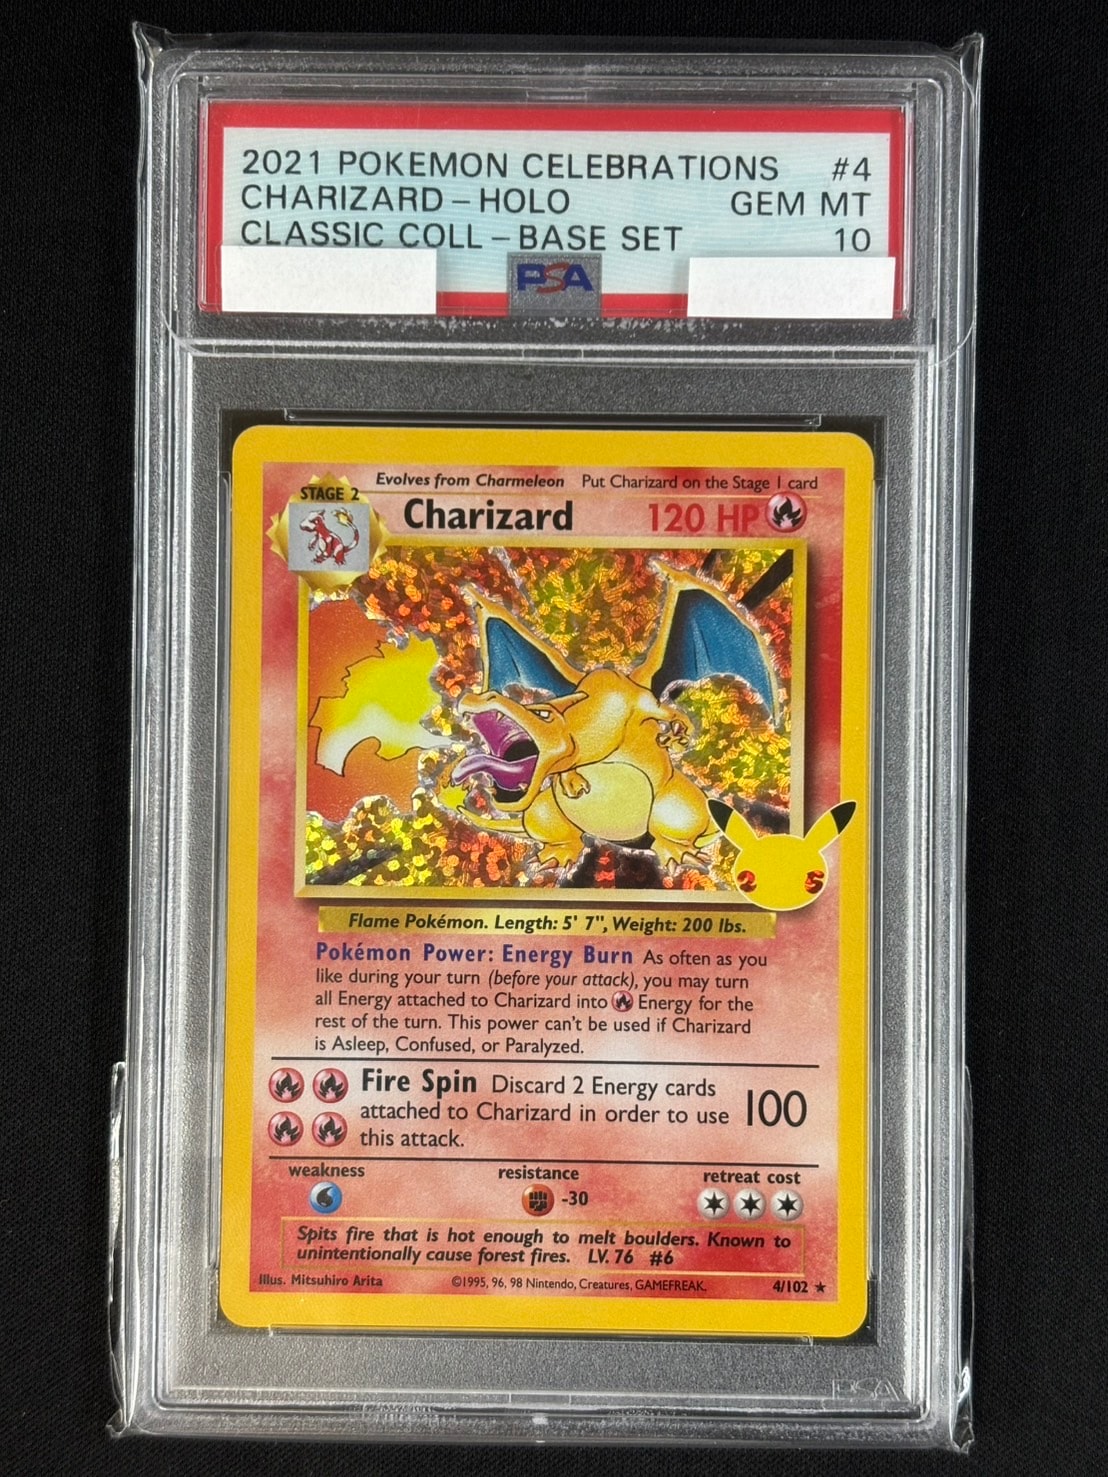 2021 POKEMON CELEBRATIONS #4
CHARIZARD-HOLO GEM MT
CLASSIC COLL-BASE SET 10
PSA
Evolves from Charmeleon Put Charizard on the Stage 1 card
STAGE 2
Charizard 120 HP
25
Flame Pokémon. Length: 5' 7", Weight: 200 lbs.
Pokémon Power: Energy Burn As often as you
like during your turn (before your attack), you may turn
all Energy attached to Charizard into Energy for the
rest of the turn. This power can't be used if Charizard
is Asleep, Confused, or Paralyzed.
Fire Spin Discard 2 Energy cards
attached to Charizard in order to use 100
this attack.
weakness resistance retreat cost
-30
Spits fire that is hot enough to melt boulders. Known to
unintentionally cause forest fires. LV. 76 #6
Illus. Mitsuhiro Arita ©1995, 96, 98 Nintendo, Creatures, GAMEFREAK. 4/102 ★
PSA